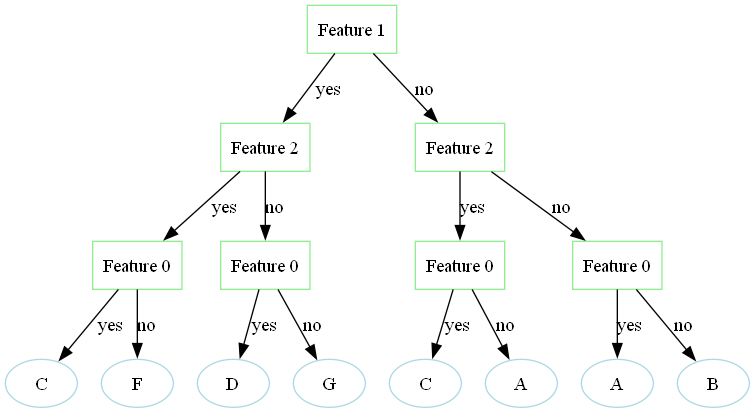 Feature 1
yes
no
Feature 2
Feature 2
yes
no
yes
no
Feature 0
Feature 0
Feature 0
Feature 0
yes
no
yes
no
yes
no
yes
no
C
F
D
G
C
A
A
B